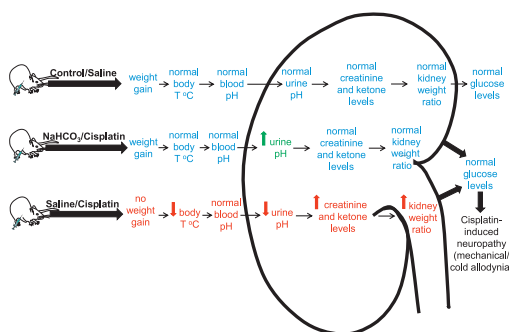 Control/Saline
weight
gain
normal
body
T ºC
normal
blood
pH
normal
urine
pH
normal
creatinine
and ketone
levels
normal
kidney
weight
ratio
normal
glucose
levels
NaHCO3/Cisplatin
weight
gain
normal
body
T ºC
normal
blood
pH
urine
pH
normal
creatinine
and ketone
levels
normal
kidney
weight
ratio
normal
glucose
levels
Saline/Cisplatin
no
weight
gain
body
T ºC
normal
blood
pH
urine
pH
creatinine
and ketone
levels
kidney
weight
ratio
Cisplatin-
induced
neuropathy
(mechanical/
cold allodynia)